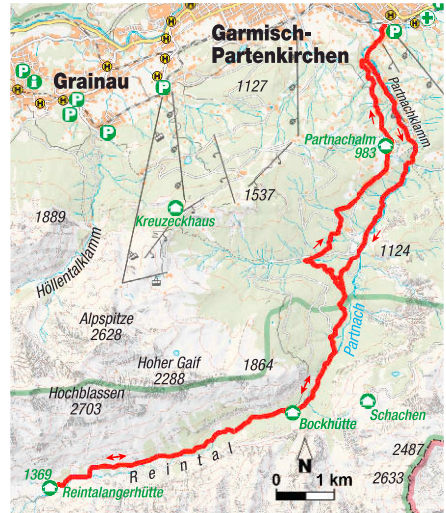 Garmisch-
Partenkirchen
Grainau
1127
Partnachklamm
Partnachalm
983
1537
Kreuzeckhaus
1889
Höllentalklamm
1124
Alpspitze
2628
Partnach
Hoher Gaif
2288
1864
Hochblassen
2703
Schachen
Bockhütte
Reintal
1369
Reintalangerhütte
N
0 1 km
2487
2633
P
P
P
P
P
P
i
H
H
H
H
H
H
H